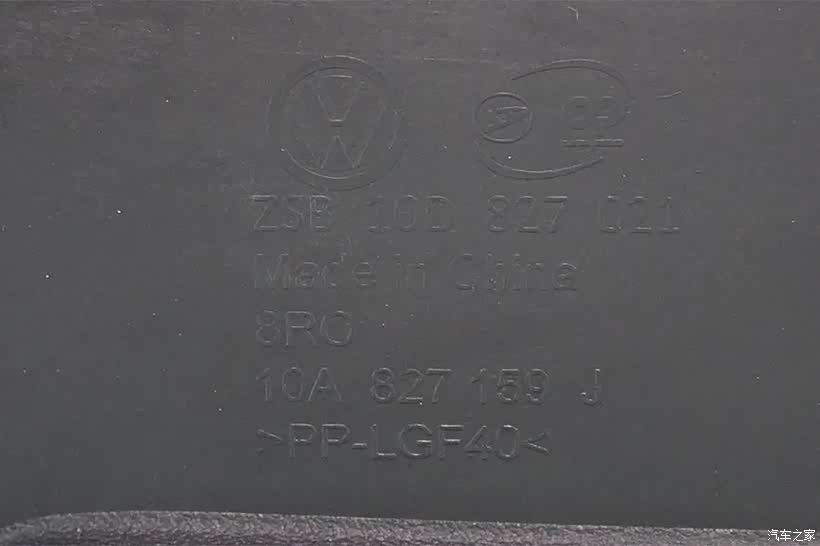 ZSB 10D 827 021
Made in China
8RO
10A 827 159 J
>PP-LGF40<
汽车之家